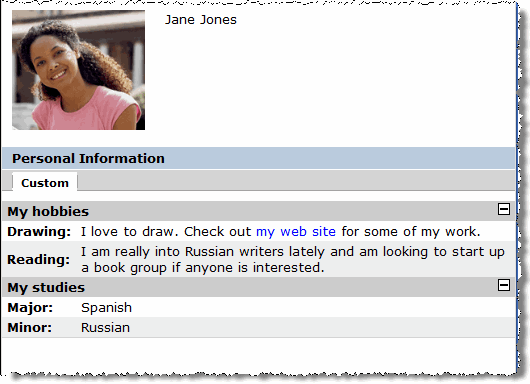 Jane Jones
Personal Information
Custom
My hobbies
Drawing: I love to draw. Check out my web site for some of my work.
Reading: I am really into Russian writers lately and am looking to start up
a book group if anyone is interested.
My studies
Major: Spanish
Minor: Russian